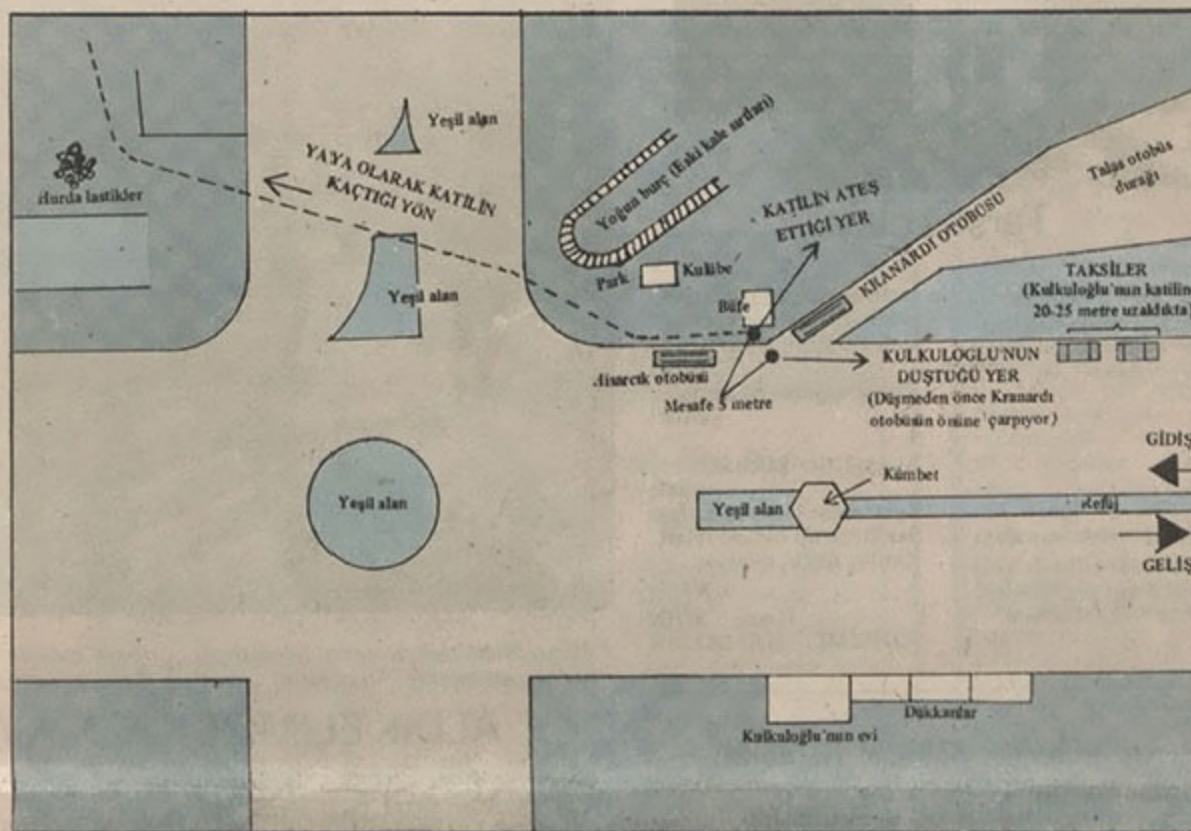 Yeşil alan
YAYA OLARAK KATİLİN
KAÇTIĞI YÖN
Hurda lastikler
Yeşil alan
Yoğun burç (Eski kale sırtları)
Park
Kulübe
Büfe
KATİLİN ATEŞ
ETTİĞİ YER
KRANARDI OTOBÜSÜ
Talas otobüs
durağı
TAKSİLER
(Kulkuloğlu'nun katilin
20-25 metre uzaklıkta)
Hisarcık otobüsü
Mesafe 5 metre
KULKULOĞLU'NUN
DÜŞTÜĞÜ YER
(Düşmeden önce Kranardı
otobüsün önüne çarpıyor)
GİDİŞ
Kümbet
Yeşil alan
Yeşil alan
Refüj
GELİŞ
Dükkanlar
Kulkuloğlu'nun evi